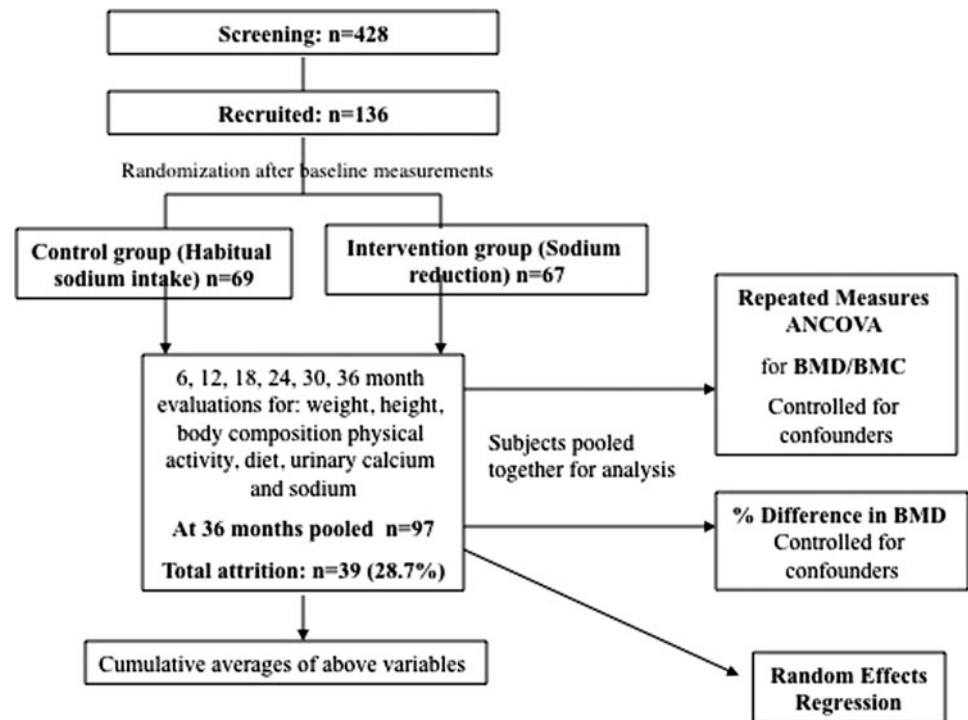 Screening: n=428
Recruited: n=136
Randomization after baseline measurements
Control group (Habitual
sodium intake) n=69
Intervention group (Sodium
reduction) n=67
6, 12, 18, 24, 30, 36 month
evaluations for: weight, height,
body composition physical
activity, diet, urinary calcium
and sodium
At 36 months pooled n=97
Total attrition: n=39 (28.7%)
Cumulative averages of above variables
Subjects pooled
together for analysis
Repeated Measures
ANCOVA
for BMD/BMC
Controlled for
confounders
% Difference in BMD
Controlled for
confounders
Random Effects
Regression